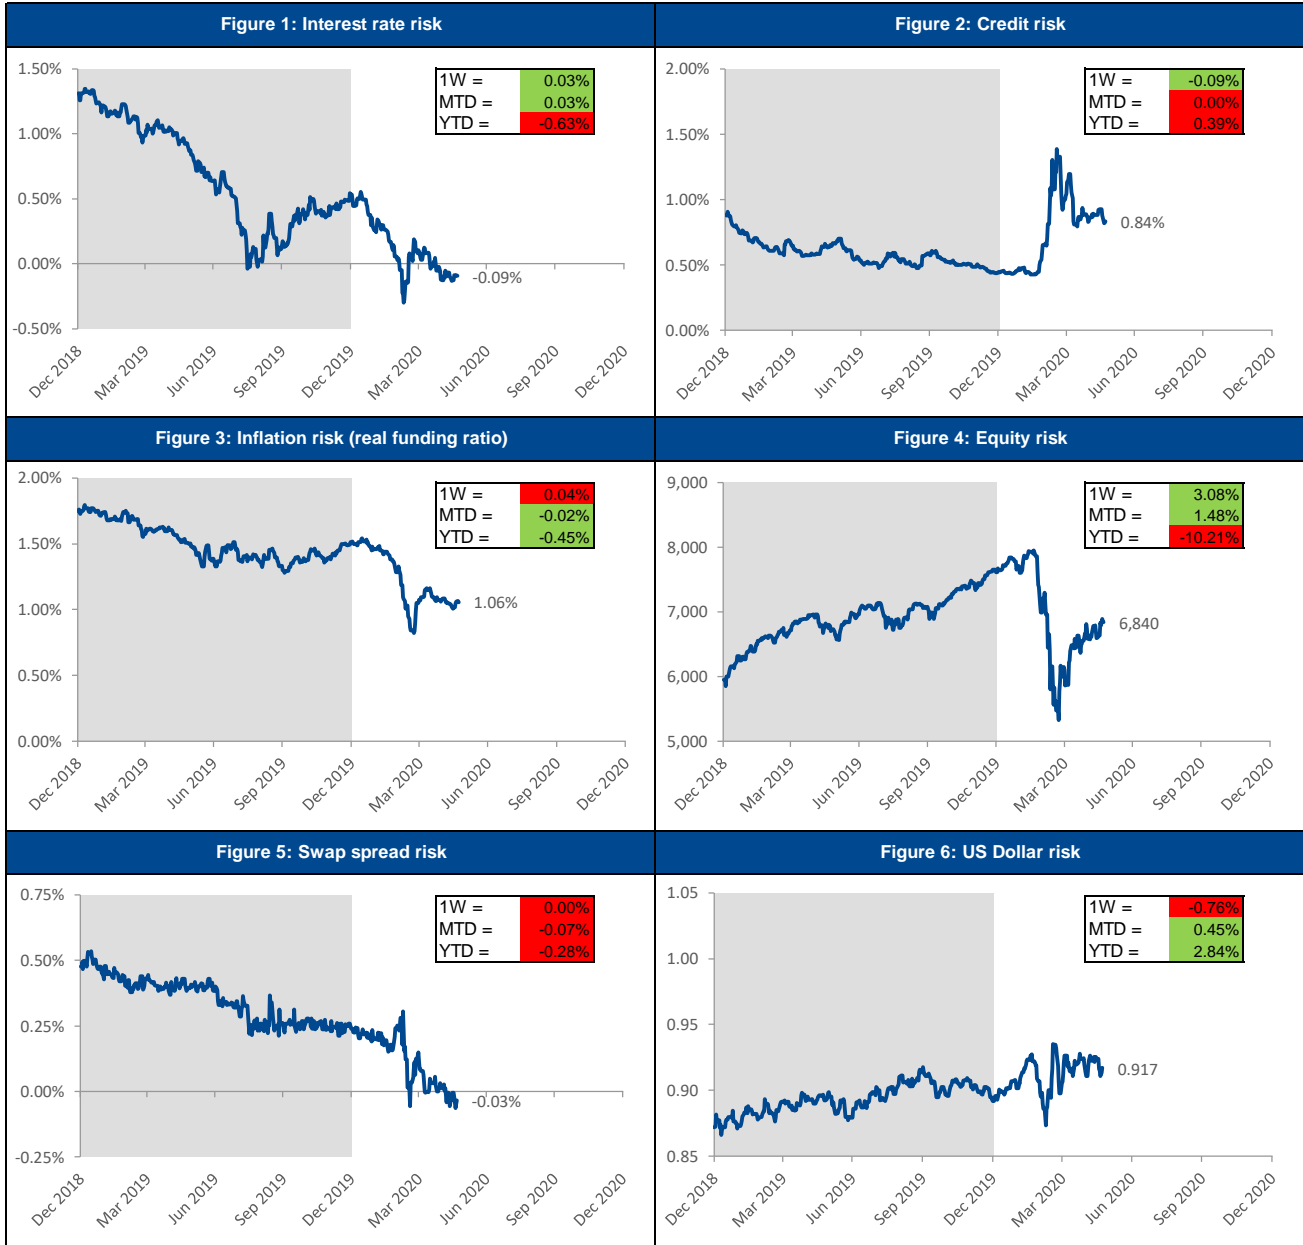 Figure 1: Interest rate risk
1.50%
1.00%
0.50%
0.00%
-0.50%
1W = 0.03%
MTD = 0.03%
YTD = -0.63%
-0.09%
Dec 2018 Mar 2019 Jun 2019 Sep 2019 Dec 2019 Mar 2020 Jun 2020 Sep 2020 Dec 2020
Figure 2: Credit risk
2.00%
1.50%
1.00%
0.50%
0.00%
1W = -0.09%
MTD = 0.00%
YTD = 0.39%
0.84%
Dec 2018 Mar 2019 Jun 2019 Sep 2019 Dec 2019 Mar 2020 Jun 2020 Sep 2020 Dec 2020
Figure 3: Inflation risk (real funding ratio)
2.00%
1.50%
1.00%
0.50%
0.00%
1W = 0.04%
MTD = -0.02%
YTD = -0.45%
1.06%
Dec 2018 Mar 2019 Jun 2019 Sep 2019 Dec 2019 Mar 2020 Jun 2020 Sep 2020 Dec 2020
Figure 4: Equity risk
9,000
8,000
7,000
6,000
5,000
1W = 3.08%
MTD = 1.48%
YTD = -10.21%
6,840
Dec 2018 Mar 2019 Jun 2019 Sep 2019 Dec 2019 Mar 2020 Jun 2020 Sep 2020 Dec 2020
Figure 5: Swap spread risk
0.75%
0.50%
0.25%
0.00%
-0.25%
1W = 0.00%
MTD = -0.07%
YTD = -0.28%
-0.03%
Dec 2018 Mar 2019 Jun 2019 Sep 2019 Dec 2019 Mar 2020 Jun 2020 Sep 2020 Dec 2020
Figure 6: US Dollar risk
1.05
1.00
0.95
0.90
0.85
1W = -0.76%
MTD = 0.45%
YTD = 2.84%
0.917
Dec 2018 Mar 2019 Jun 2019 Sep 2019 Dec 2019 Mar 2020 Jun 2020 Sep 2020 Dec 2020